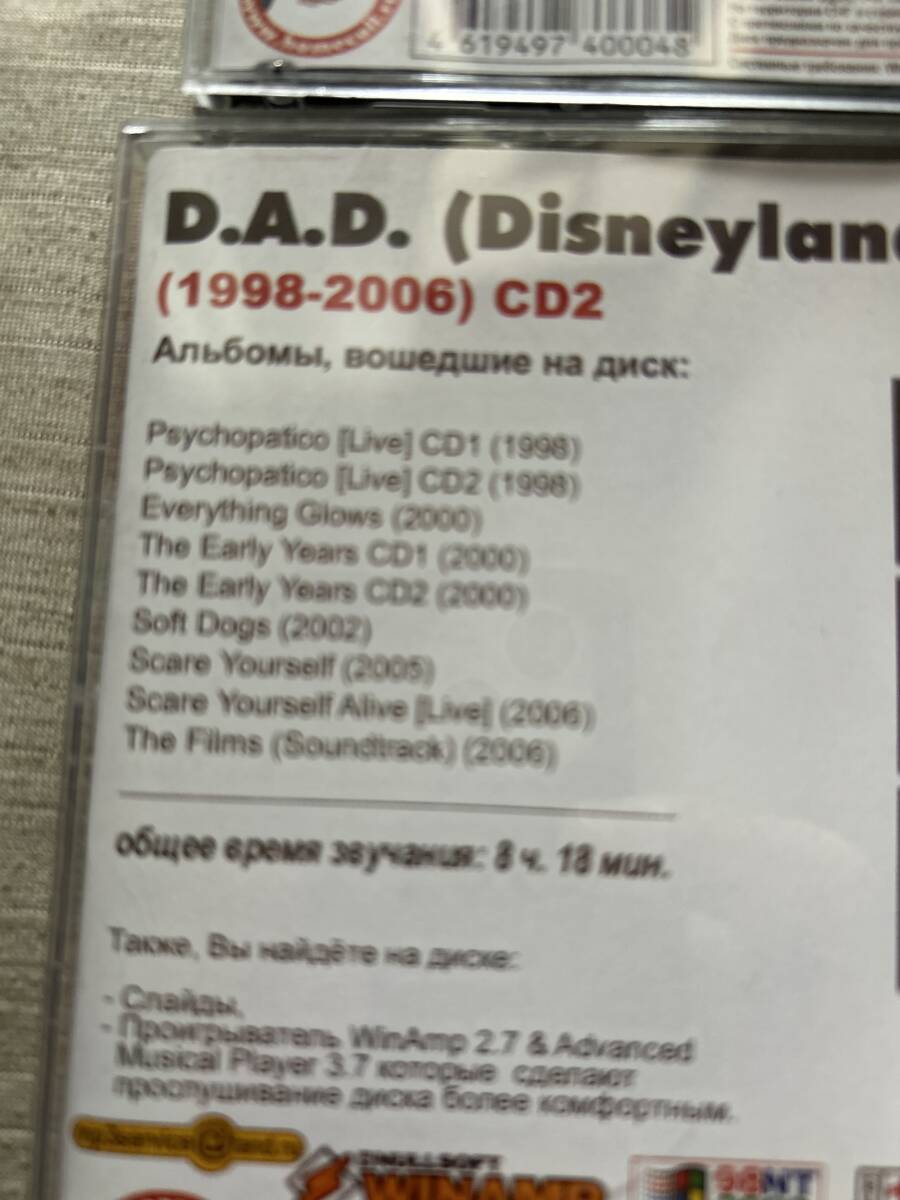 4 619497 400048
D.A.D. (Disneylan
(1998-2006) CD2
Альбомы, вошедшие на диск:
Psychopatico [Live] CD1 (1998)
Psychopatico [Live] CD2 (1998)
Everything Glows (2000)
The Early Years CD1 (2000)
The Early Years CD2 (2000)
Soft Dogs (2002)
Scare Yourself (2005)
Scare Yourself Alive [Live] (2006)
The Films (Soundtrack) (2006)
общее время звучания: 8 ч. 18 мин.
Также, Вы найдёте на диске:
- Слайды,
- Проигрыватель WinAmp 2.7 & Advanced
Musical Player 3.7 которые сделают
прослушивание диска более комфортным.
WINAMP
98NT